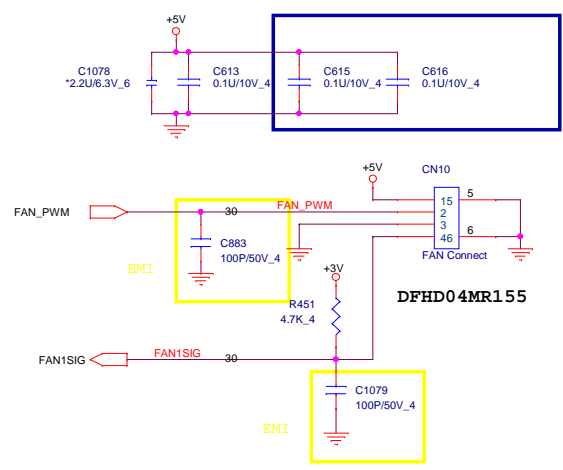 +5V
C1078
*2.2U/6.3V_6
C613
0.1U/10V_4
C615
0.1U/10V_4
C616
0.1U/10V_4
+5V
CN10
FAN_PWM
30
FAN_PWM
15
2
3
46
5
6
FAN Connect
C883
100P/50V_4
EMI
+3V
R451
4.7K_4
DFHD04MR155
FAN1SIG
FAN1SIG
30
C1079
100P/50V_4
EMI